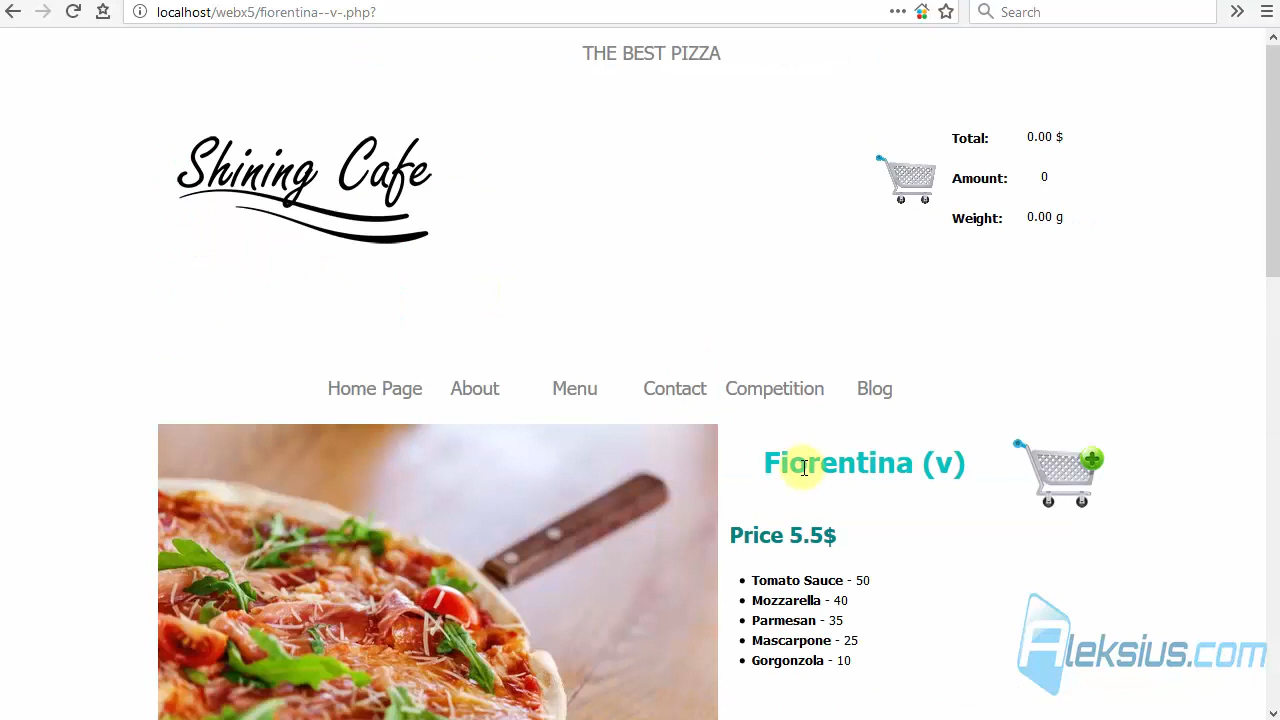 localhost/webx5/fiorentina--v-.php?
Search
THE BEST PIZZA
Shining Cafe
Total: 0.00 $
Amount: 0
Weight: 0.00 g
Home Page About Menu Contact Competition Blog
Fiorentina (v)
Price 5.5$
• Tomato Sauce - 50
• Mozzarella - 40
• Parmesan - 35
• Mascarpone - 25
• Gorgonzola - 10
Aleksius.com